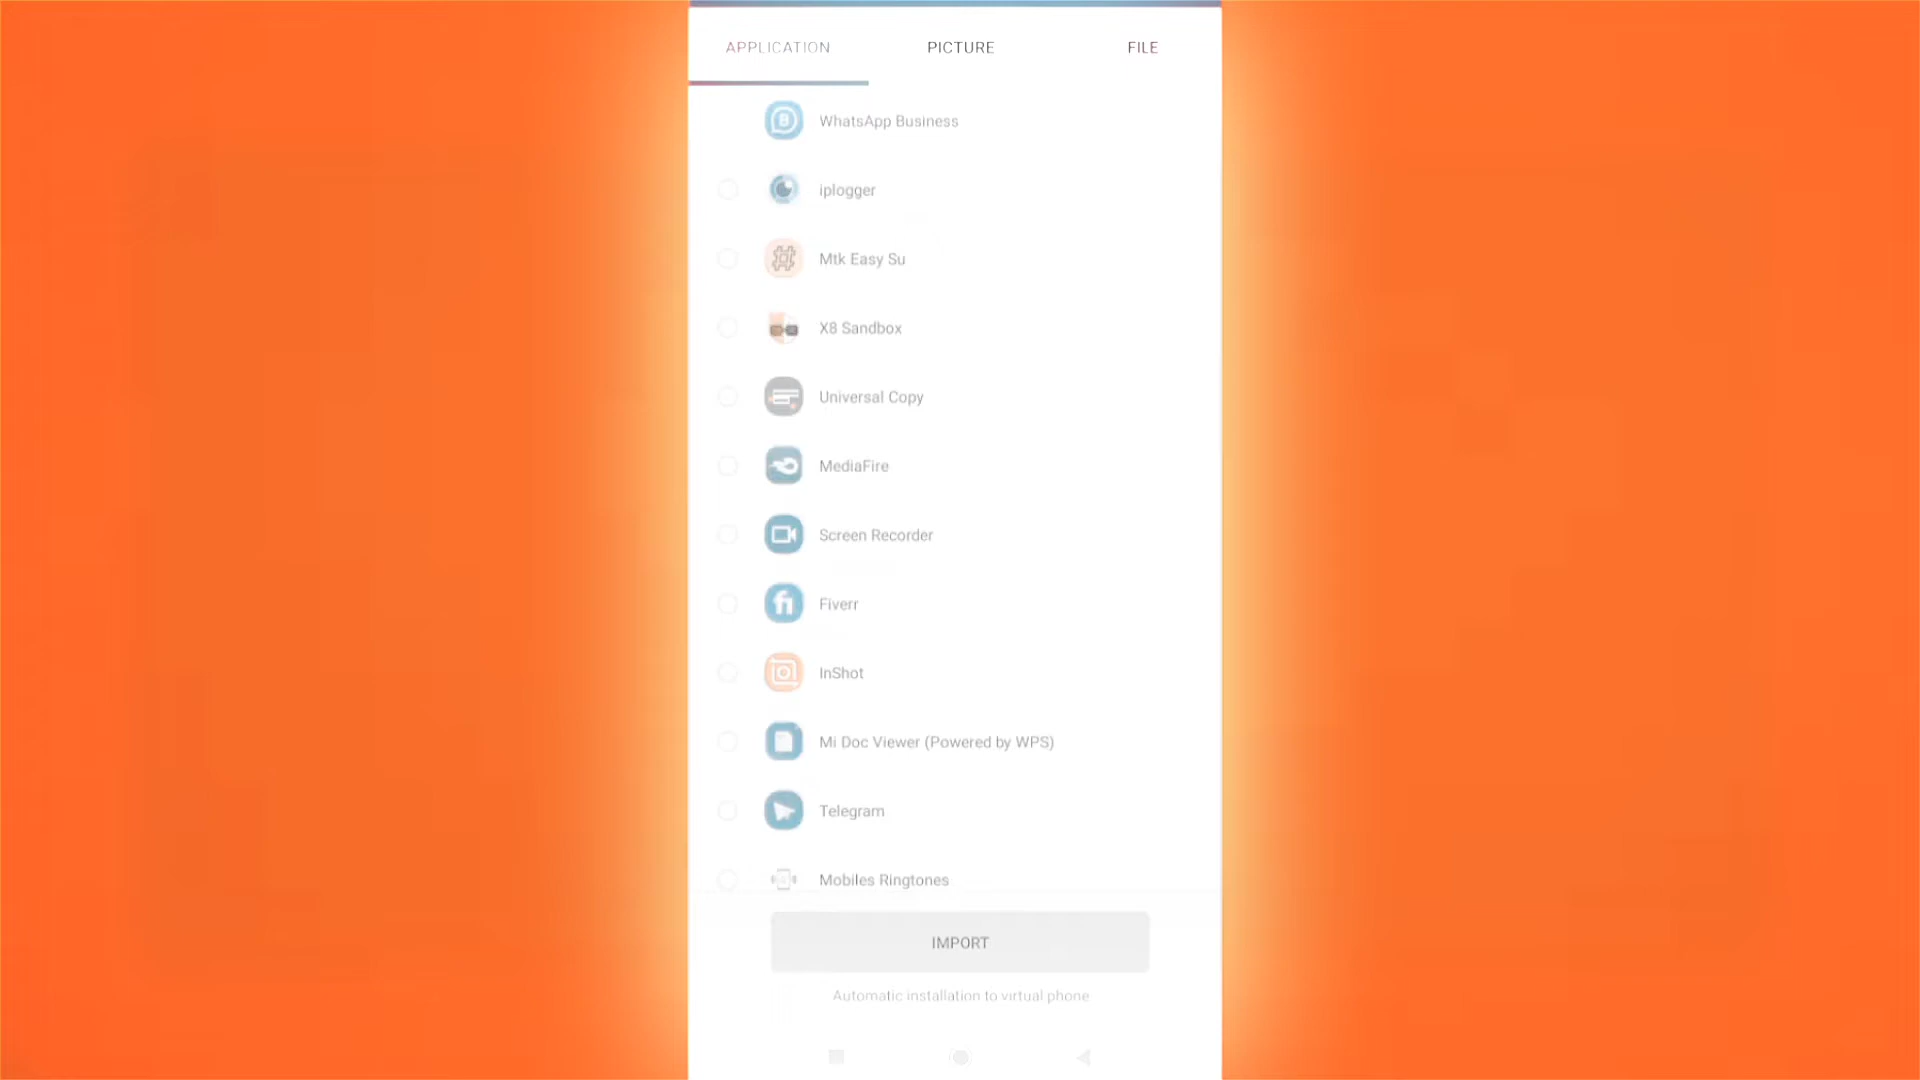 APPLICATION PICTURE FILE
WhatsApp Business
iplogger
Mtk Easy Su
X8 Sandbox
Universal Copy
MediaFire
Screen Recorder
Fiverr
InShot
Mi Doc Viewer (Powered by WPS)
Telegram
Mobiles Ringtones
IMPORT
Automatic installation to virtual phone